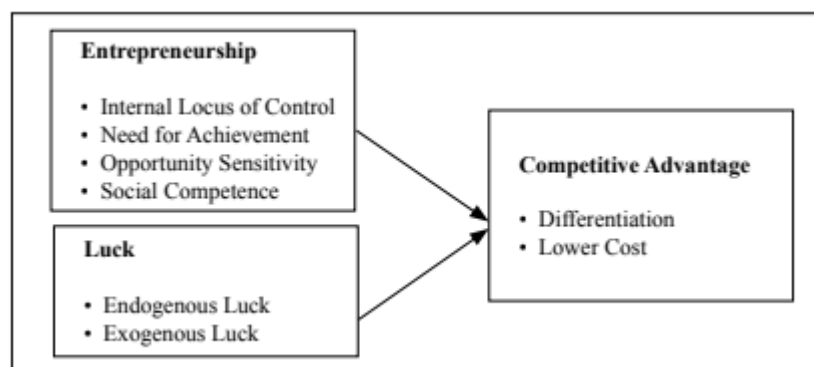 Entrepreneurship
• Internal Locus of Control
• Need for Achievement
• Opportunity Sensitivity
• Social Competence
Luck
• Endogenous Luck
• Exogenous Luck
Competitive Advantage
• Differentiation
• Lower Cost